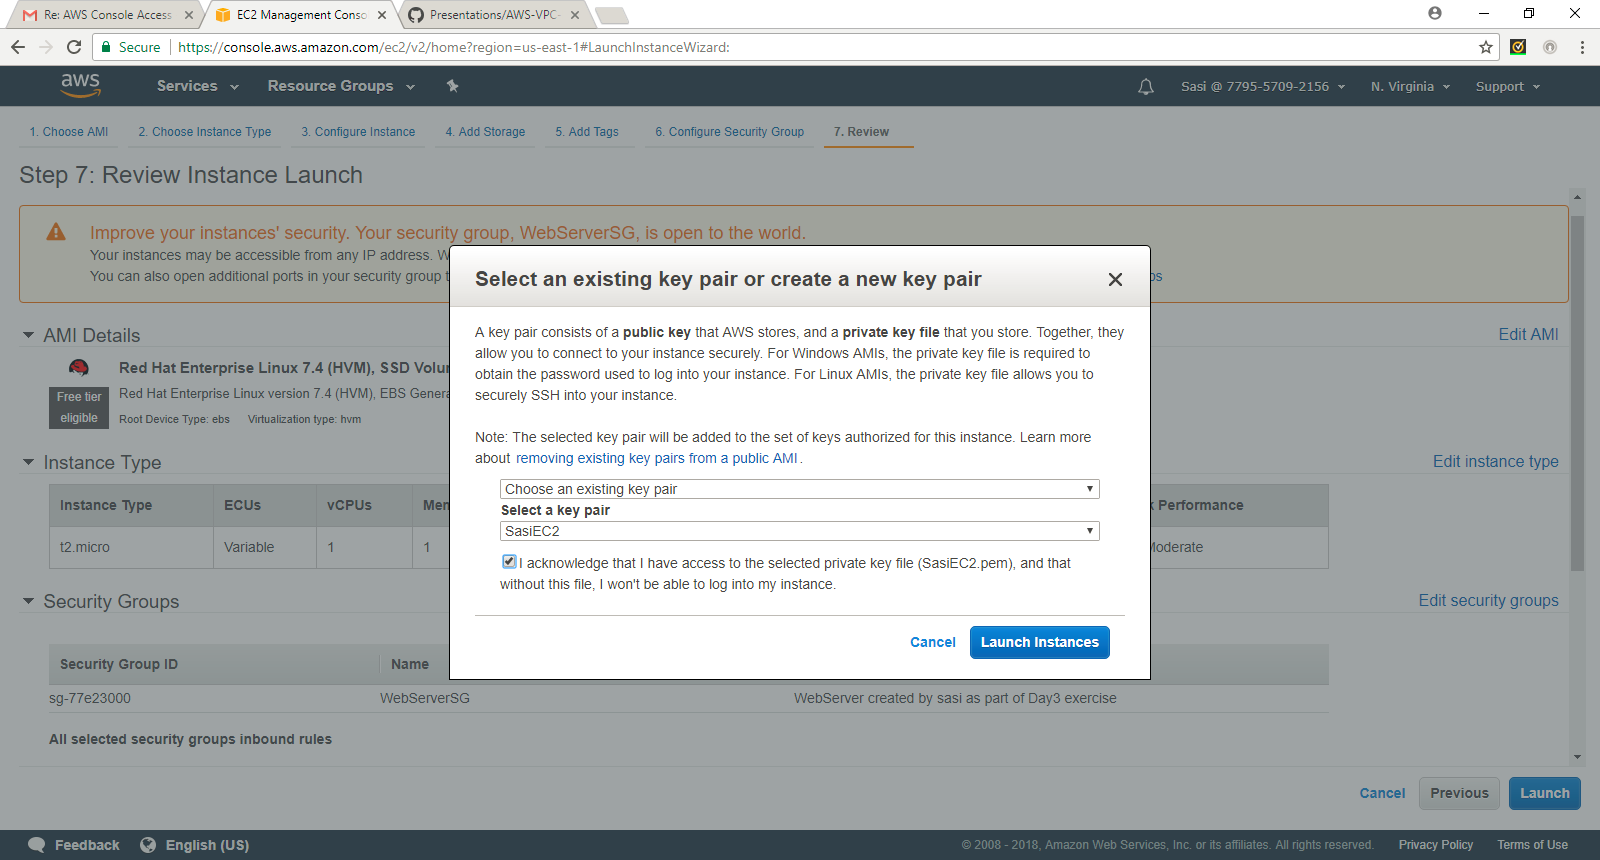 Re: AWS Console Access
EC2 Management Conso
Presentations/AWS-VPC-
Secure
https://console.aws.amazon.com/ec2/v2/home?region=us-east-1#LaunchInstanceWizard:
aws
Services
Resource Groups
Sasi @ 7795-5709-2156
N. Virginia
Support
1. Choose AMI
2. Choose Instance Type
3. Configure Instance
4. Add Storage
5. Add Tags
6. Configure Security Group
7. Review
Step 7: Review Instance Launch
Improve your instances' security. Your security group, WebServerSG, is open to the world.
Your instances may be accessible from any IP address. W
You can also open additional ports in your security group t
AMI Details
Edit AMI
Red Hat Enterprise Linux 7.4 (HVM), SSD Volu
Free tier
eligible
Red Hat Enterprise Linux version 7.4 (HVM), EBS Genera
Root Device Type: ebs
Virtualization type: hvm
Instance Type
Edit instance type
Instance Type
ECUs
vCPUs
Mem
Performance
t2.micro
Variable
1
1
Moderate
Security Groups
Edit security groups
Security Group ID
Name
sg-77e23000
WebServerSG
WebServer created by sasi as part of Day3 exercise
All selected security groups inbound rules
Select an existing key pair or create a new key pair
A key pair consists of a public key that AWS stores, and a private key file that you store. Together, they
allow you to connect to your instance securely. For Windows AMIs, the private key file is required to
obtain the password used to log into your instance. For Linux AMIs, the private key file allows you to
securely SSH into your instance.
Note: The selected key pair will be added to the set of keys authorized for this instance. Learn more
about removing existing key pairs from a public AMI.
Choose an existing key pair
Select a key pair
SasiEC2
I acknowledge that I have access to the selected private key file (SasiEC2.pem), and that
without this file, I won't be able to log into my instance.
Cancel
Launch Instances
Cancel
Previous
Launch
Feedback
English (US)
© 2008 - 2018, Amazon Web Services, Inc. or its affiliates. All rights reserved.
Privacy Policy
Terms of Use